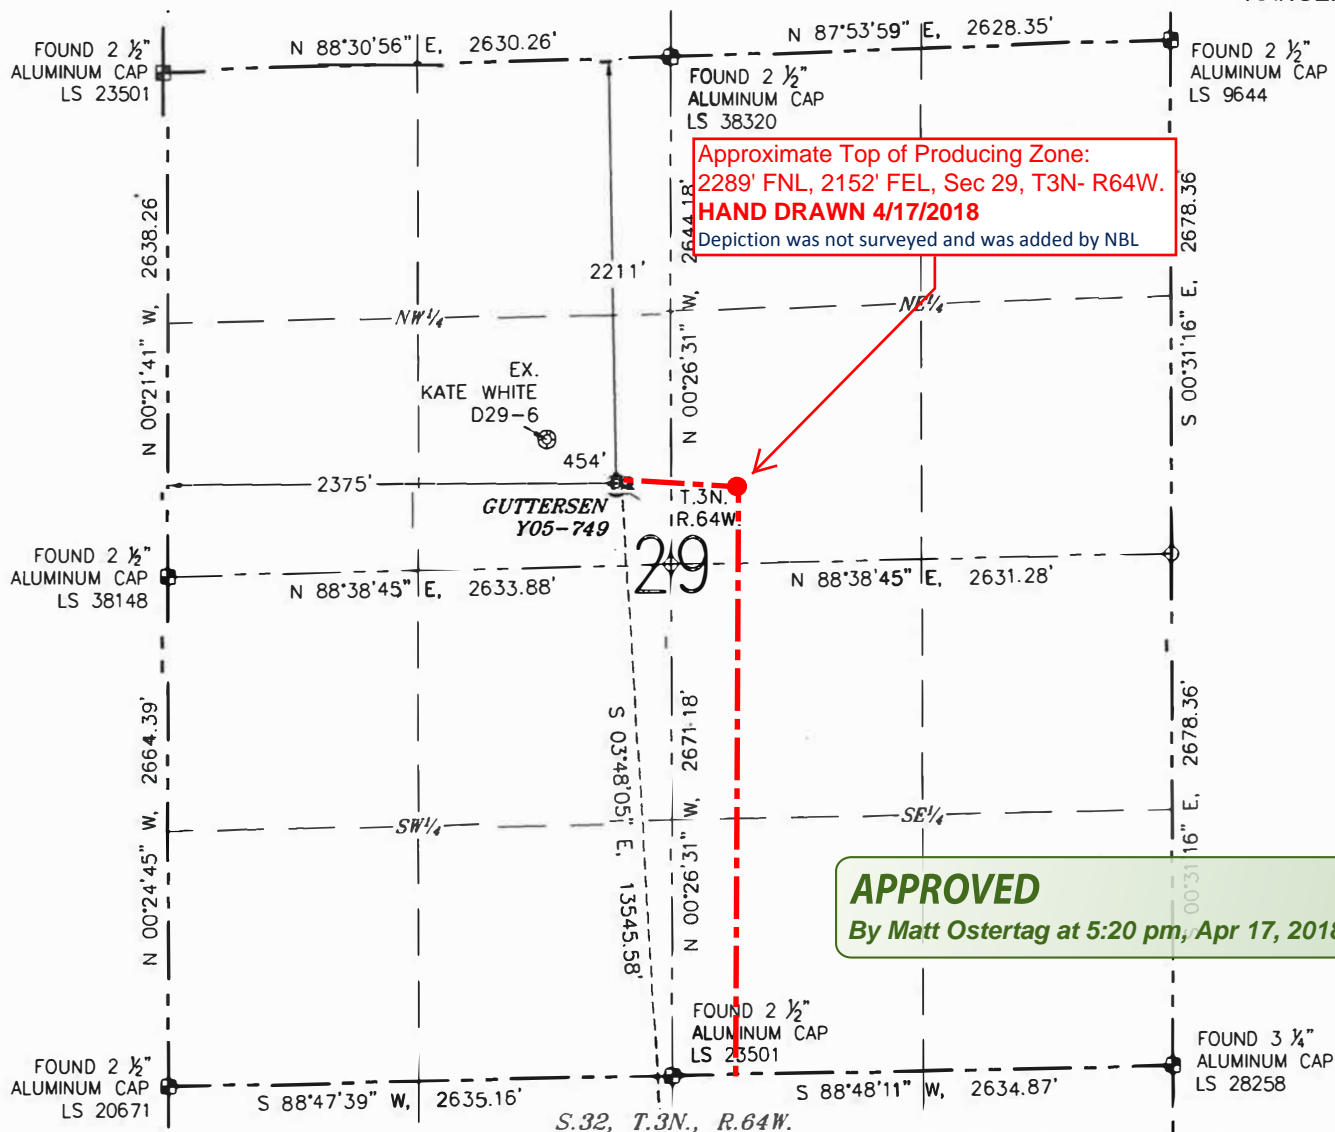 N 88°30'56" E, 2630.26'
N 87°53'59" E, 2628.35'
FOUND 2 ½"
ALUMINUM CAP
LS 23501
FOUND 2 ½"
ALUMINUM CAP
LS 38320
FOUND 2 ½"
ALUMINUM CAP
LS 9644
Approximate Top of Producing Zone:
2289' FNL, 2152' FEL, Sec 29, T3N- R64W.
HAND DRAWN 4/17/2018
Depiction was not surveyed and was added by NBL
N 00°21'41" W, 2638.26'
2211'
N 00°26'31" W, 2644.18'
S 00°31'16" E, 2678.36'
NW¼
NE¼
EX.
KATE WHITE
D29-6
454'
2375'
GUTTERSEN
Y05-749
T.3N.
R.64W.
29
FOUND 2 ½"
ALUMINUM CAP
LS 38148
N 88°38'45" E, 2633.88'
N 88°38'45" E, 2631.28'
N 00°24'45" W, 2664.39'
S 03°48'05" E, 13545.58'
N 00°26'31" W, 2671.18'
S 00°31'16" E, 2678.36'
SW¼
SE¼
APPROVED
By Matt Ostertag at 5:20 pm, Apr 17, 2018
FOUND 2 ½"
ALUMINUM CAP
LS 23501
FOUND 2 ½"
ALUMINUM CAP
LS 20671
FOUND 3 ¼"
ALUMINUM CAP
LS 28258
S 88°47'39" W, 2635.16'
S 88°48'11" W, 2634.87'
S.32, T.3N., R.64W.